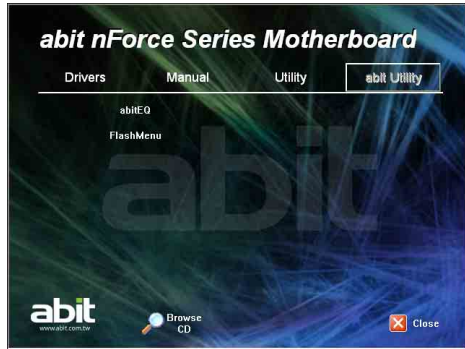 abit nForce Series Motherboard
Drivers Manual Utility abit Utility
abitEQ
FlashMenu
abit
abit
www.abit.com.tw
Browse
CD
Close